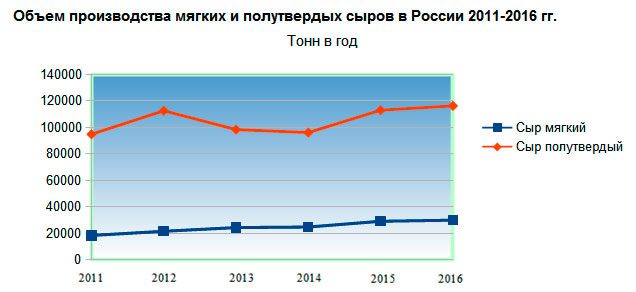 Объем производства мягких и полутвердых сыров в России 2011-2016 гг.
Тонн в год
140000
120000
100000
80000
60000
40000
20000
0
2011 2012 2013 2014 2015 2016
Сыр мягкий
Сыр полутвердый